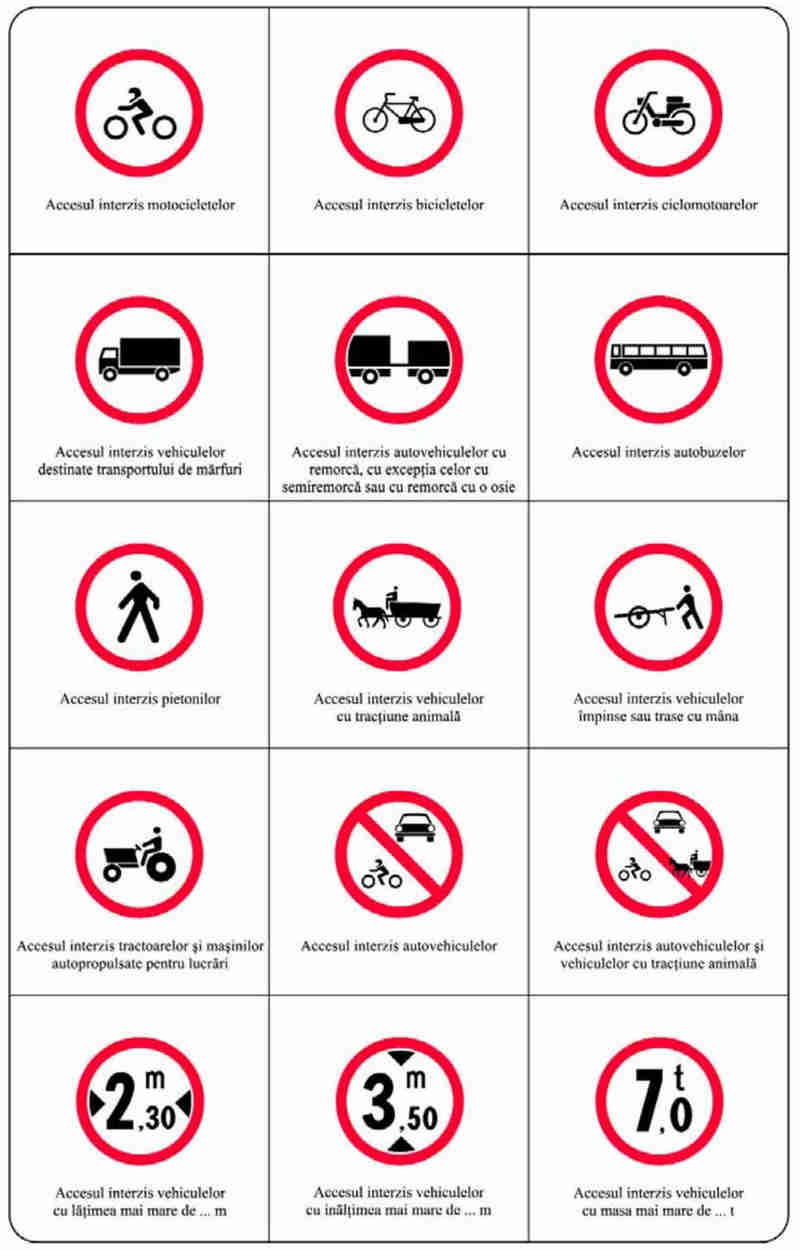 Accesul interzis motocicletelor
Accesul interzis bicicletelor
Accesul interzis ciclomotoarelor
Accesul interzis vehiculelor
destinate transportului de mărfuri
Accesul interzis autovehiculelor cu
remorcă, cu excepția celor cu
semiremorcă sau cu remorcă cu o osie
Accesul interzis autobuzelor
Accesul interzis pietonilor
Accesul interzis vehiculelor
cu tracțiune animală
Accesul interzis vehiculelor
împinse sau trase cu mâna
Accesul interzis tractoarelor și mașinilor
autopropulsate pentru lucrări
Accesul interzis autovehiculelor
Accesul interzis autovehiculelor și
vehiculelor cu tracțiune animală
2,30 m
Accesul interzis vehiculelor
cu lățimea mai mare de ... m
3,50 m
Accesul interzis vehiculelor
cu inălțimea mai mare de ... m
7,0 t
Accesul interzis vehiculelor
cu masa mai mare de ... t